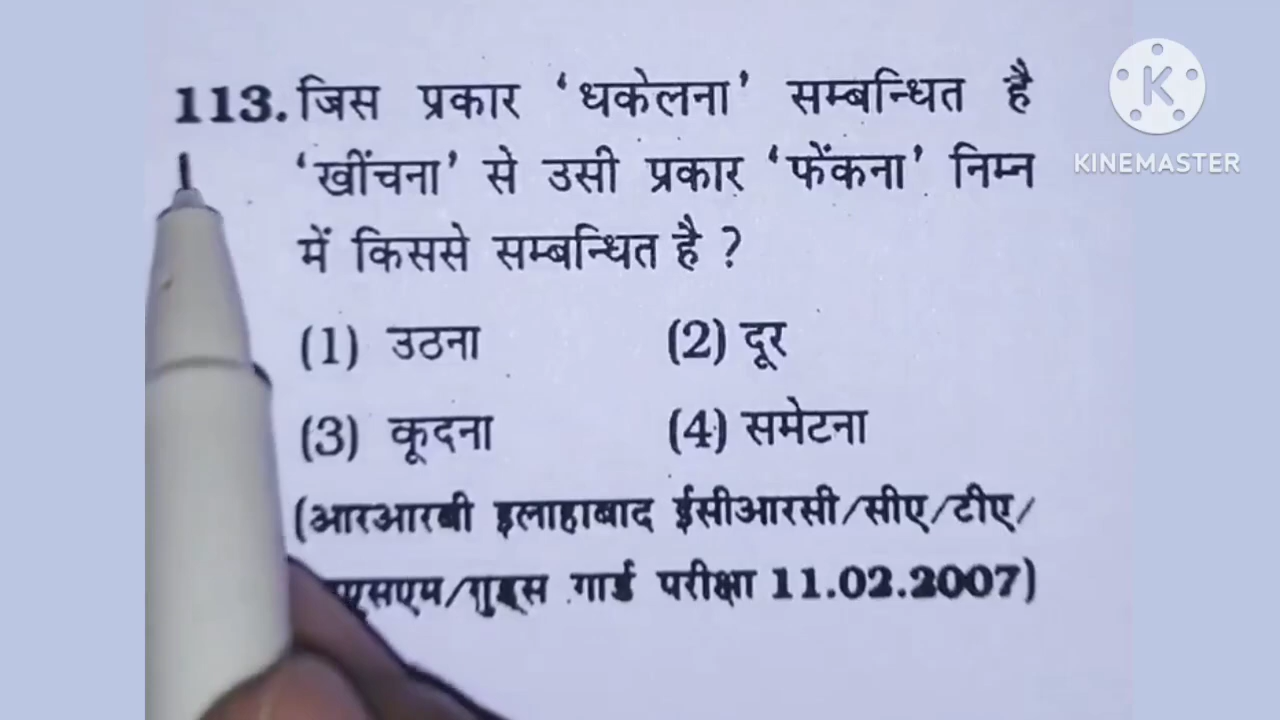 113. जिस प्रकार 'धकेलना' सम्बन्धित है
'खींचना' से उसी प्रकार 'फेंकना' निम्न
में किससे सम्बन्धित है ?
(1) उठना (2) दूर
(3) कूदना (4) समेटना
(आरआरबी इलाहाबाद ईसीआरसी/सीए/टीए/
एएसएम/गुड्स गार्ड परीक्षा 11.02.2007)
K
KINEMASTER